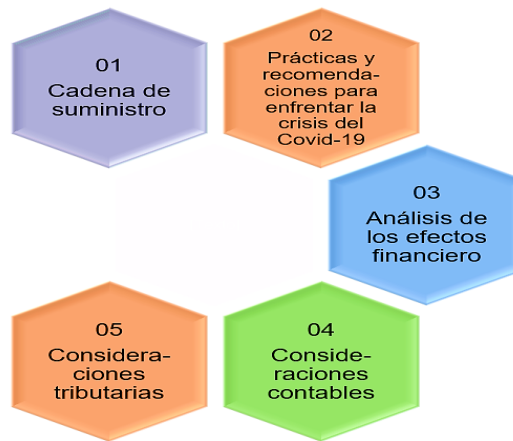 01
Cadena de
suministro
02
Prácticas y
recomenda-
ciones para
enfrentar la
crisis del
Covid-19
03
Análisis de
los efectos
financiero
04
Conside-
raciones
contables
05
Considera-
ciones
tributarias